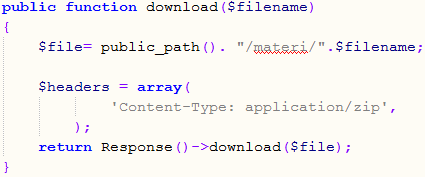 public function download($filename)
{
$file= public_path(). "/materi/".$filename;
$headers = array(
'Content-Type: application/zip',
);
return Response()->download($file);
}